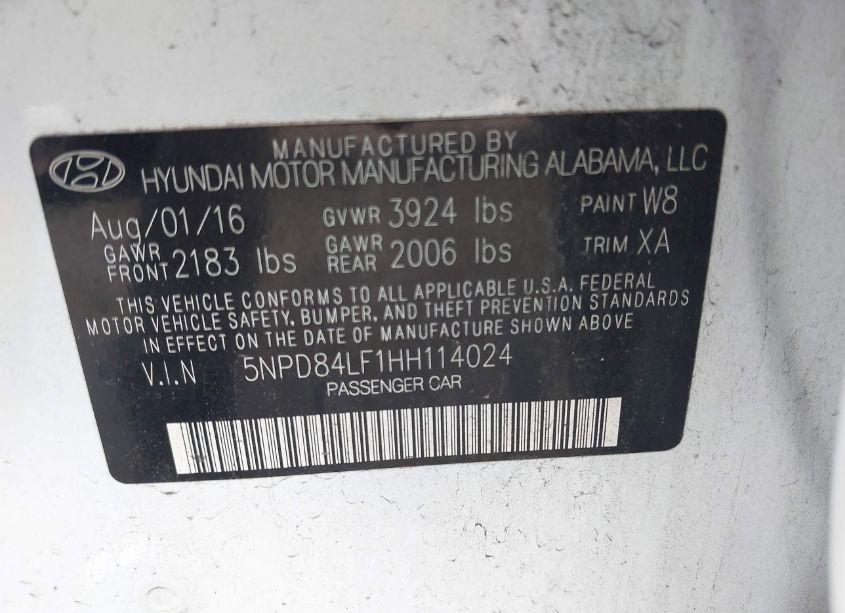 MANUFACTURED BY
HYUNDAI MOTOR MANUFACTURING ALABAMA, LLC
Aug/01/16 GVWR 3924 lbs PAINT W8
GAWR FRONT 2183 lbs GAWR REAR 2006 lbs TRIM XA
THIS VEHICLE CONFORMS TO ALL APPLICABLE U.S.A. FEDERAL
MOTOR VEHICLE SAFETY, BUMPER, AND THEFT PREVENTION STANDARDS
IN EFFECT ON THE DATE OF MANUFACTURE SHOWN ABOVE
V.I.N 5NPD84LF1HH114024
PASSENGER CAR